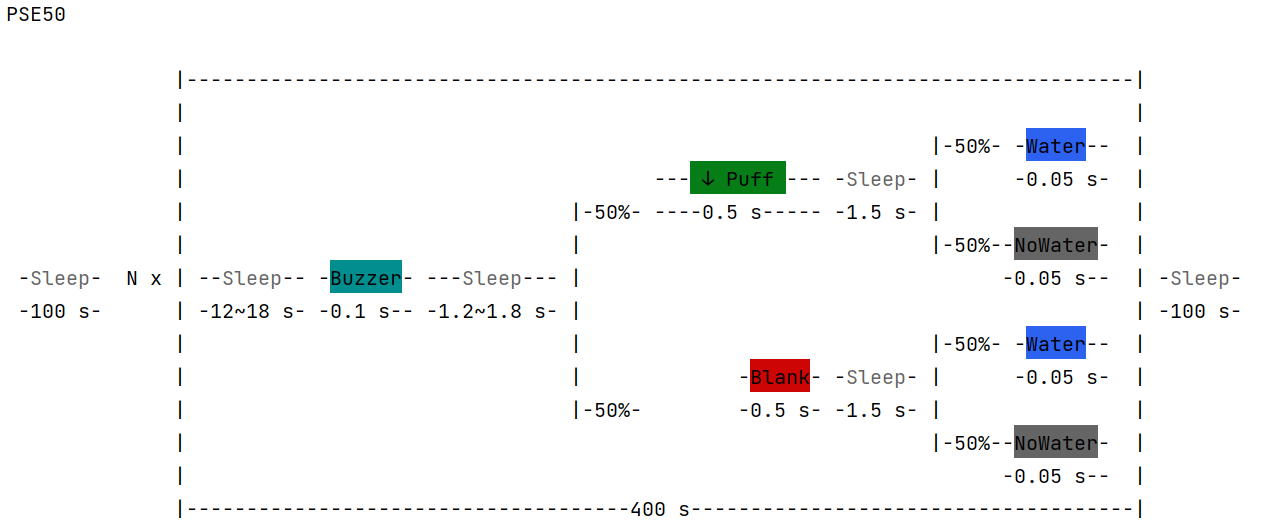 PSE50
|-------------------------------------------------------------------------------|
|                                                                               |
|                                                              |-50%- -Water--  |
|                                       ---↓ Puff --- -Sleep- |      -0.05 s-  |
|                                |-50%- ----0.5 s----- -1.5 s- |                |
|                                |                             |-50%--NoWater-  |
-Sleep-  N x | --Sleep-- -Buzzer- ---Sleep--- |                              -0.05 s--  | -Sleep-
-100 s-      | -12~18 s- -0.1 s-- -1.2~1.8 s- |                                         | -100 s-
|                                |                             |-50%- -Water--  |
|                                |             -Blank- -Sleep- |      -0.05 s-  |
|                                |-50%-        -0.5 s- -1.5 s- |                |
|                                                              |-50%--NoWater-  |
|                                                                    -0.05 s--  |
|-------------------------------------400 s-------------------------------------|